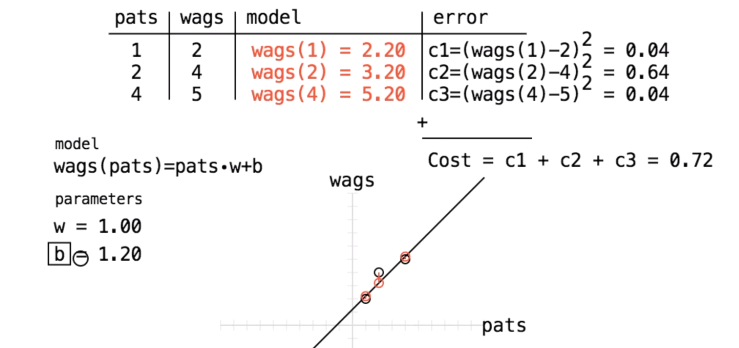 pats wags model error
1 2 wags(1) = 2.20 c1=(wags(1)−2)² = 0.04
2 4 wags(2) = 3.20 c2=(wags(2)−4)² = 0.64
4 5 wags(4) = 5.20 c3=(wags(4)−5)² = 0.04
+
Cost = c1 + c2 + c3 = 0.72
model
wags(pats)=pats·w+b
parameters
w = 1.00
b = 1.20
wags
pats